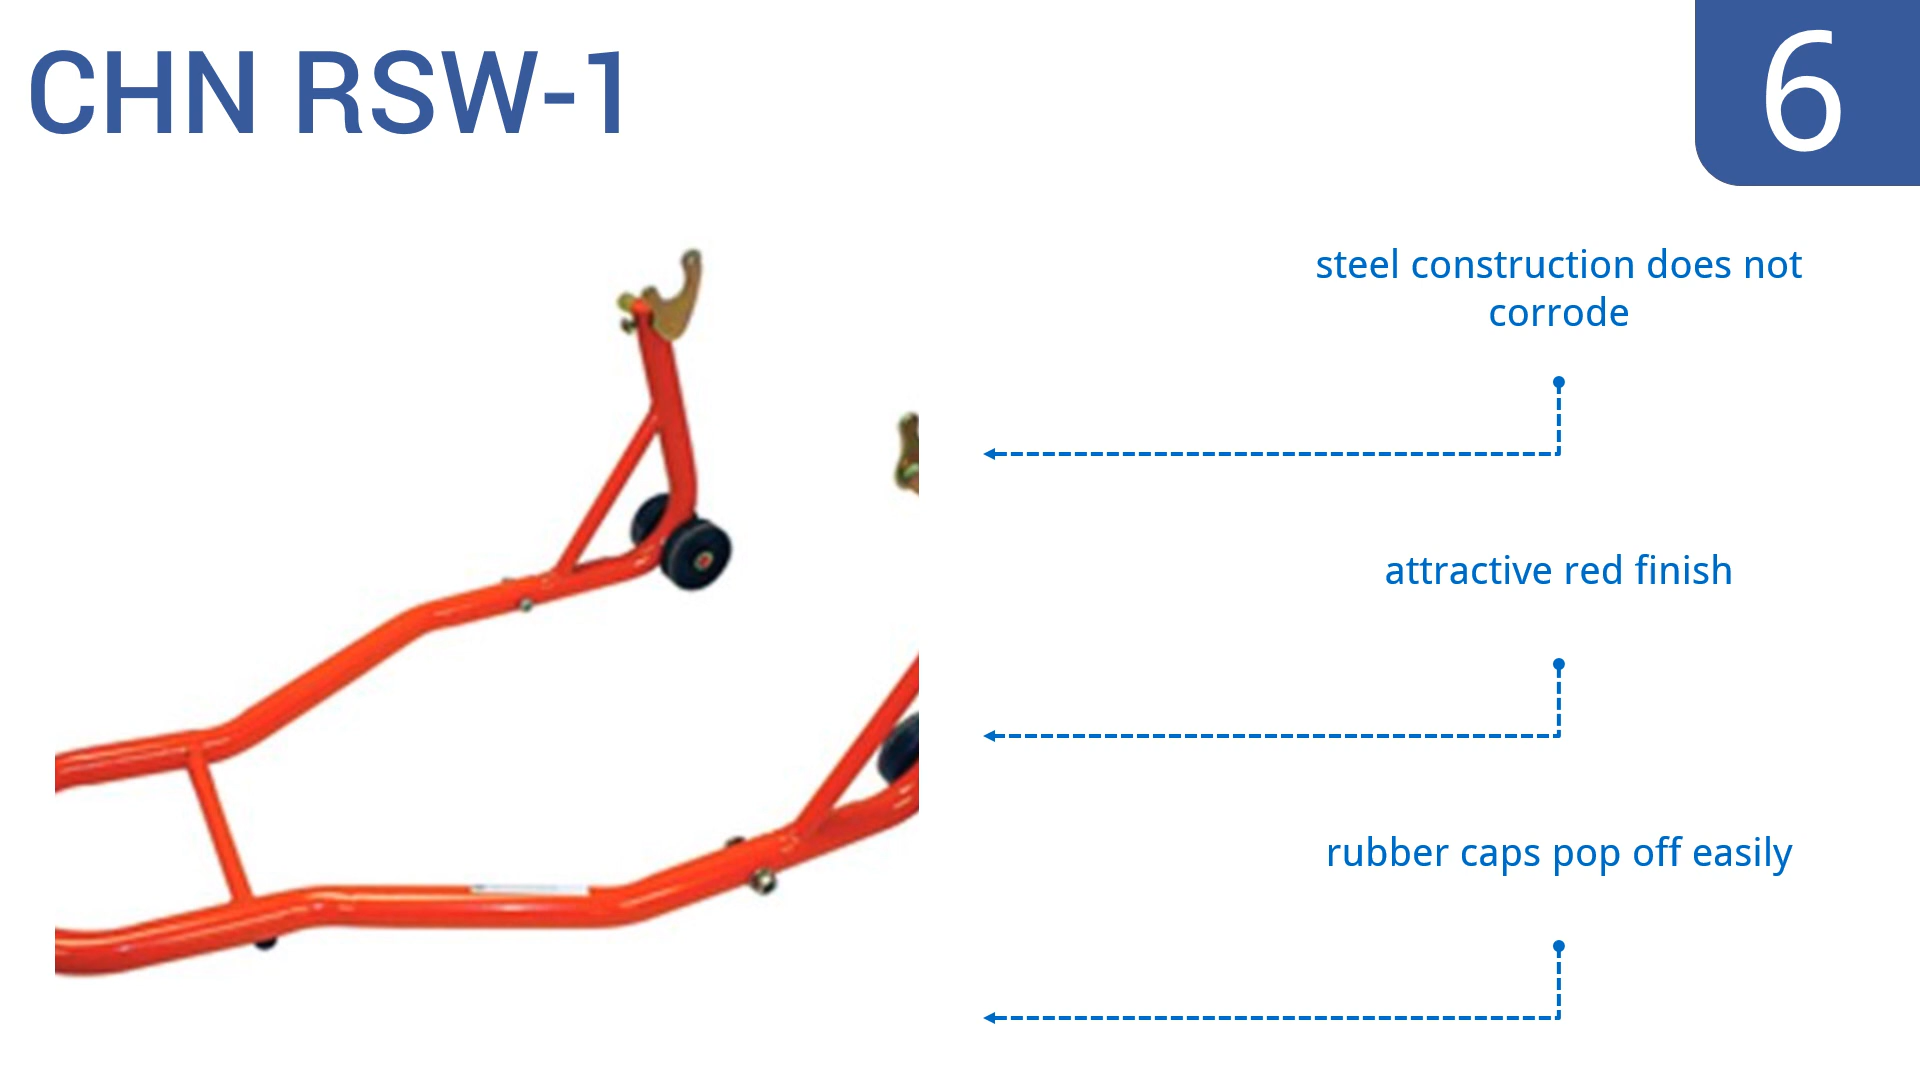 CHN RSW-1
6
steel construction does not
corrode
attractive red finish
rubber caps pop off easily